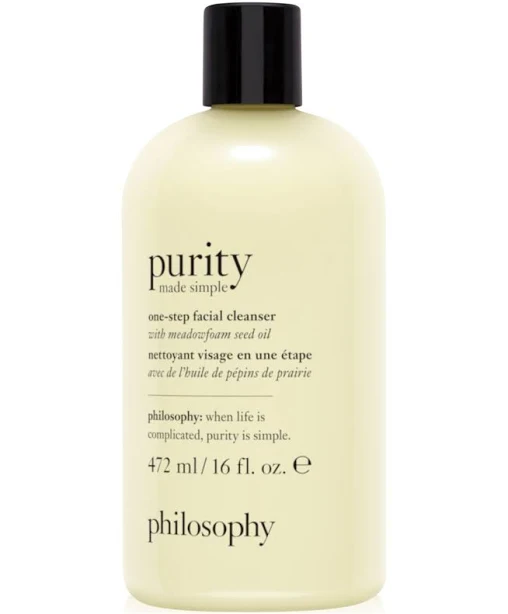 purity
made simple
one-step facial cleanser
with meadowfoam seed oil
nettoyant visage en une étape
avec de l'huile de pépins de prairie
philosophy: when life is
complicated, purity is simple.
472 ml / 16 fl. oz. ℮
philosophy